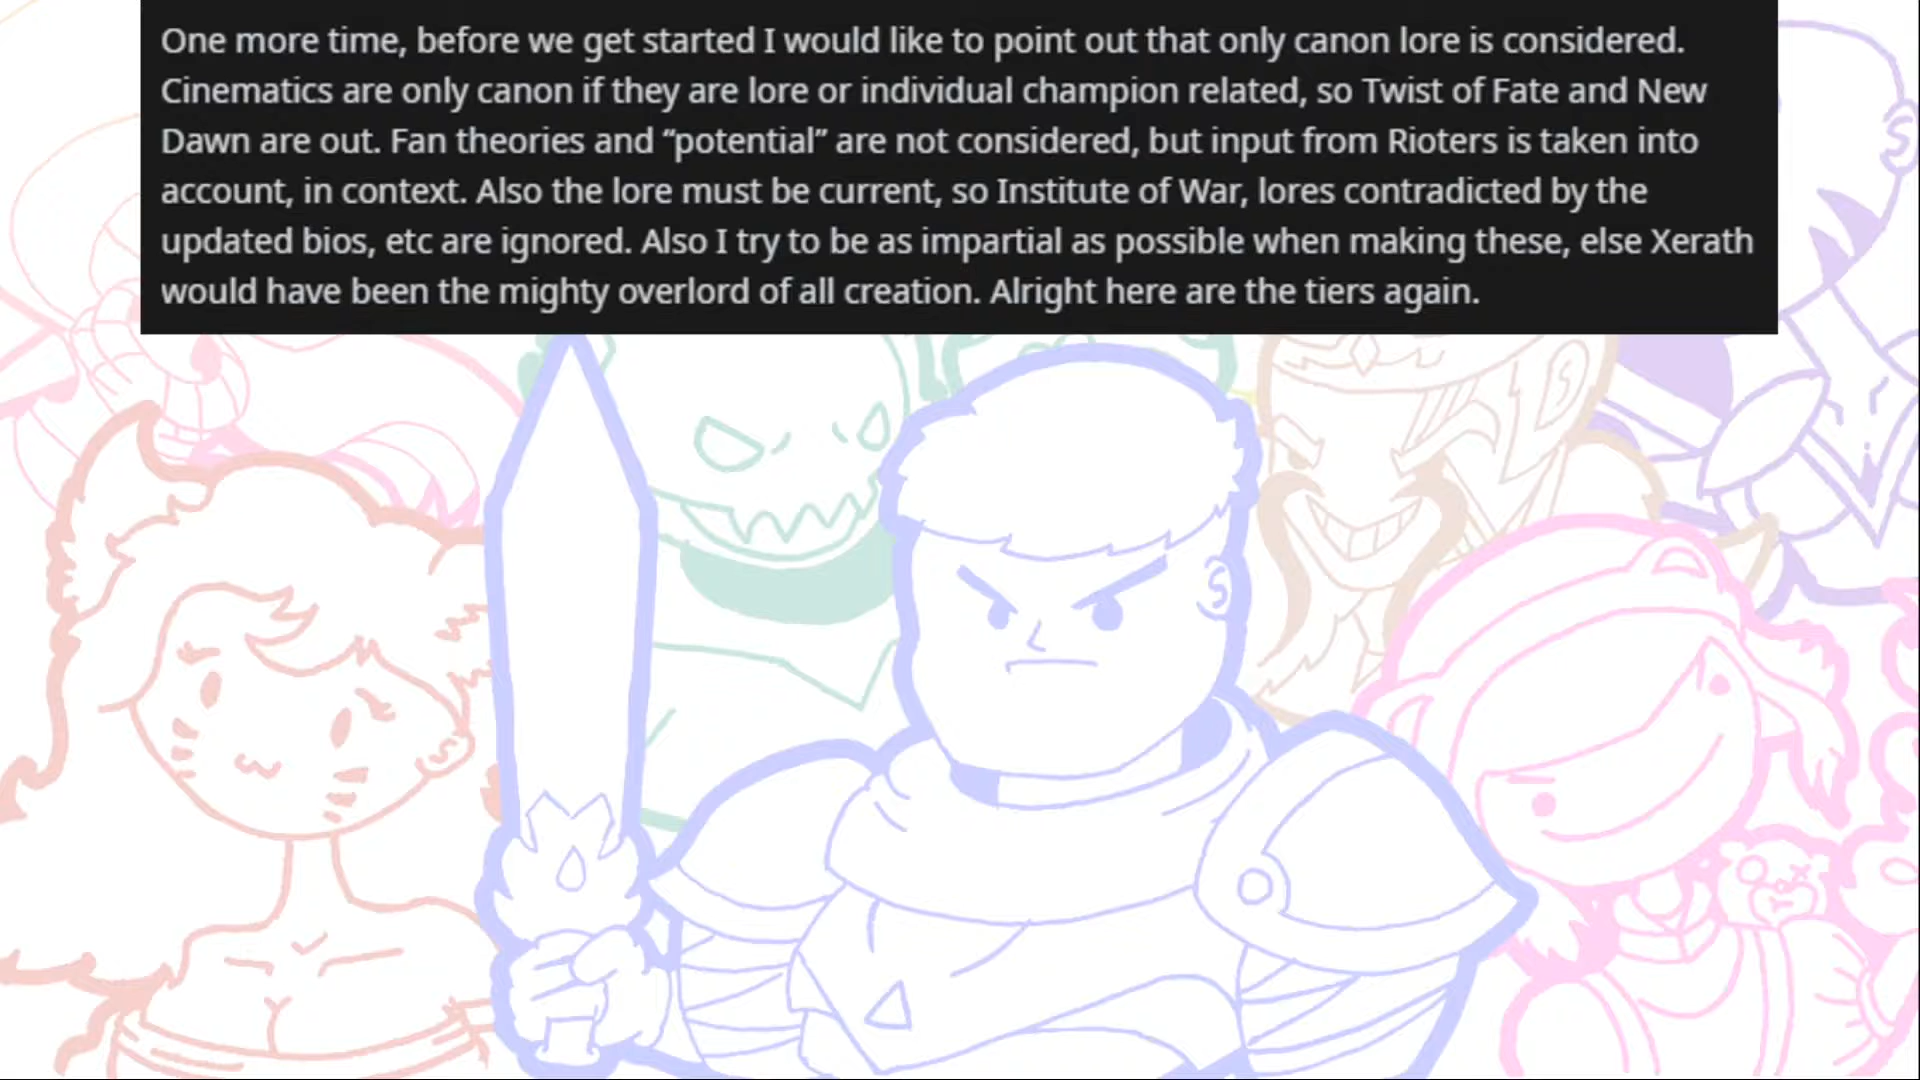 One more time, before we get started I would like to point out that only canon lore is considered.
Cinematics are only canon if they are lore or individual champion related, so Twist of Fate and New
Dawn are out. Fan theories and “potential” are not considered, but input from Rioters is taken into
account, in context. Also the lore must be current, so Institute of War, lores contradicted by the
updated bios, etc are ignored. Also I try to be as impartial as possible when making these, else Xerath
would have been the mighty overlord of all creation. Alright here are the tiers again.